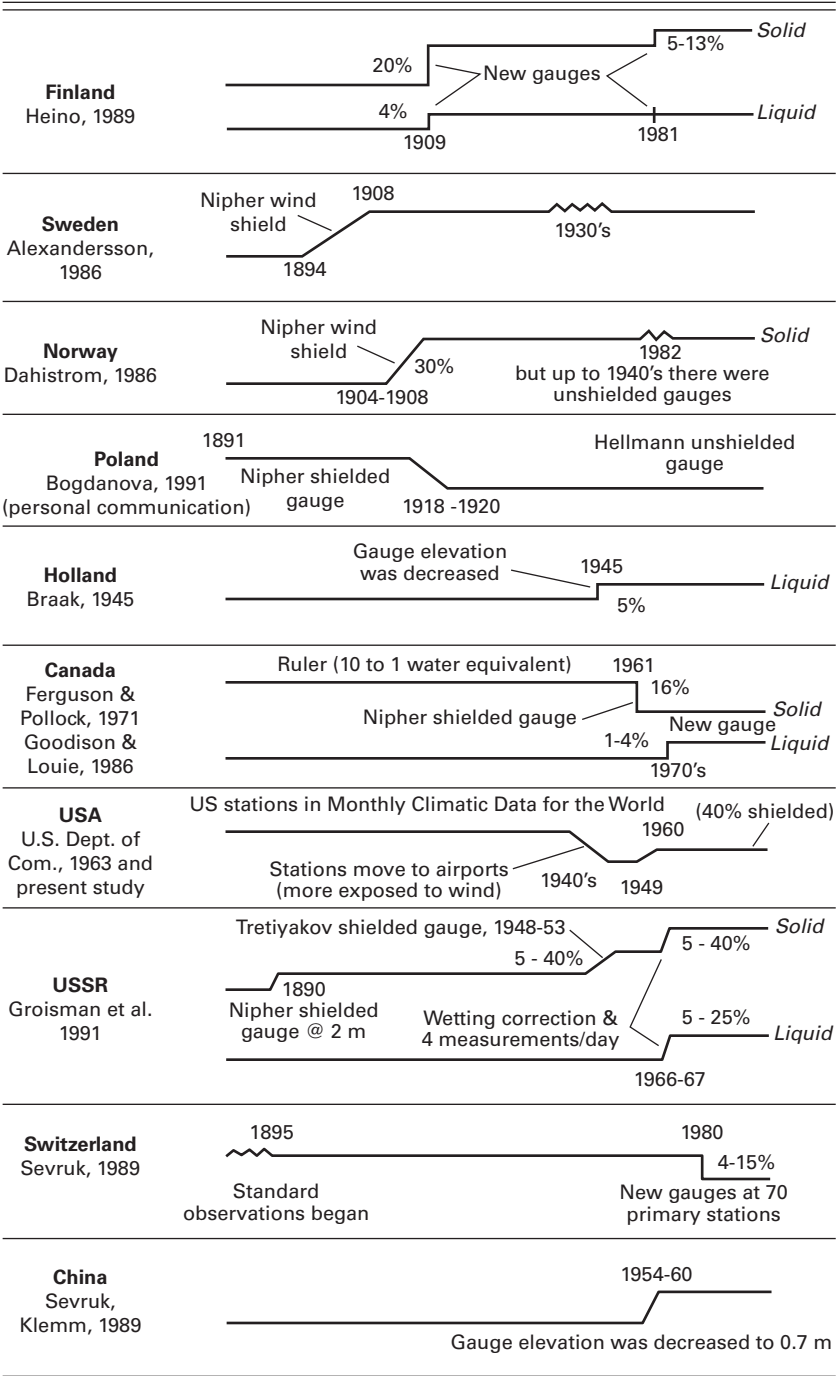 Finland
Heino, 1989
Solid
5-13%
20%
New gauges
4%
Liquid
1909
1981
Sweden
Alexandersson,
1986
Nipher wind
shield
1908
1894
1930's
Norway
Dahistrom, 1986
Nipher wind
shield
30%
1904-1908
Solid
1982
but up to 1940's there were
unshielded gauges
Poland
Bogdanova, 1991
(personal communication)
1891
Nipher shielded
gauge
1918 -1920
Hellmann unshielded
gauge
Holland
Braak, 1945
Gauge elevation
was decreased
1945
5%
Liquid
Canada
Ferguson &
Pollock, 1971
Goodison &
Louie, 1986
Ruler (10 to 1 water equivalent)
1961
16%
Nipher shielded gauge
Solid
New gauge
1-4%
Liquid
1970's
USA
U.S. Dept. of
Com., 1963 and
present study
US stations in Monthly Climatic Data for the World
(40% shielded)
1960
Stations move to airports
(more exposed to wind)
1940's
1949
USSR
Groisman et al.
1991
Tretiyakov shielded gauge, 1948-53
Solid
5 - 40%
5 - 40%
1890
Nipher shielded
gauge @ 2 m
Wetting correction &
4 measurements/day
5 - 25%
Liquid
1966-67
Switzerland
Sevruk, 1989
1895
Standard
observations began
1980
4-15%
New gauges at 70
primary stations
China
Sevruk,
Klemm, 1989
1954-60
Gauge elevation was decreased to 0.7 m